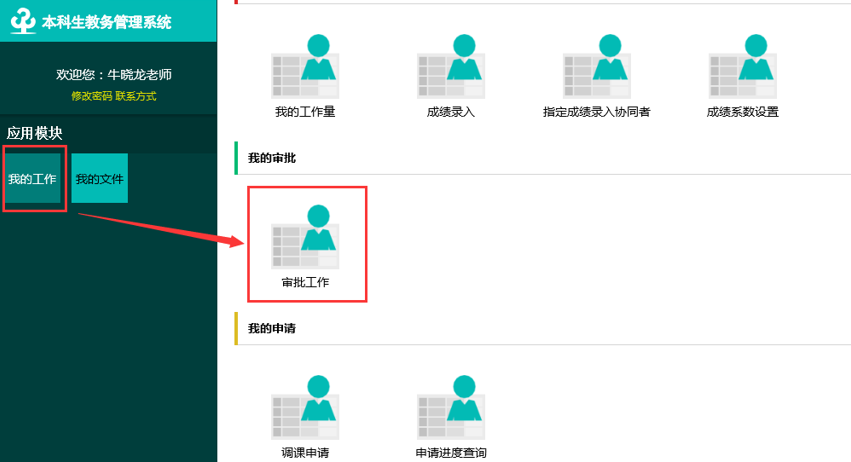 本科生教务管理系统
欢迎您：牛晓龙老师
修改密码 联系方式
应用模块
我的工作 我的文件
我的工作量 成绩录入 指定成绩录入协同者 成绩系数设置
我的审批
审批工作
我的申请
调课申请 申请进度查询